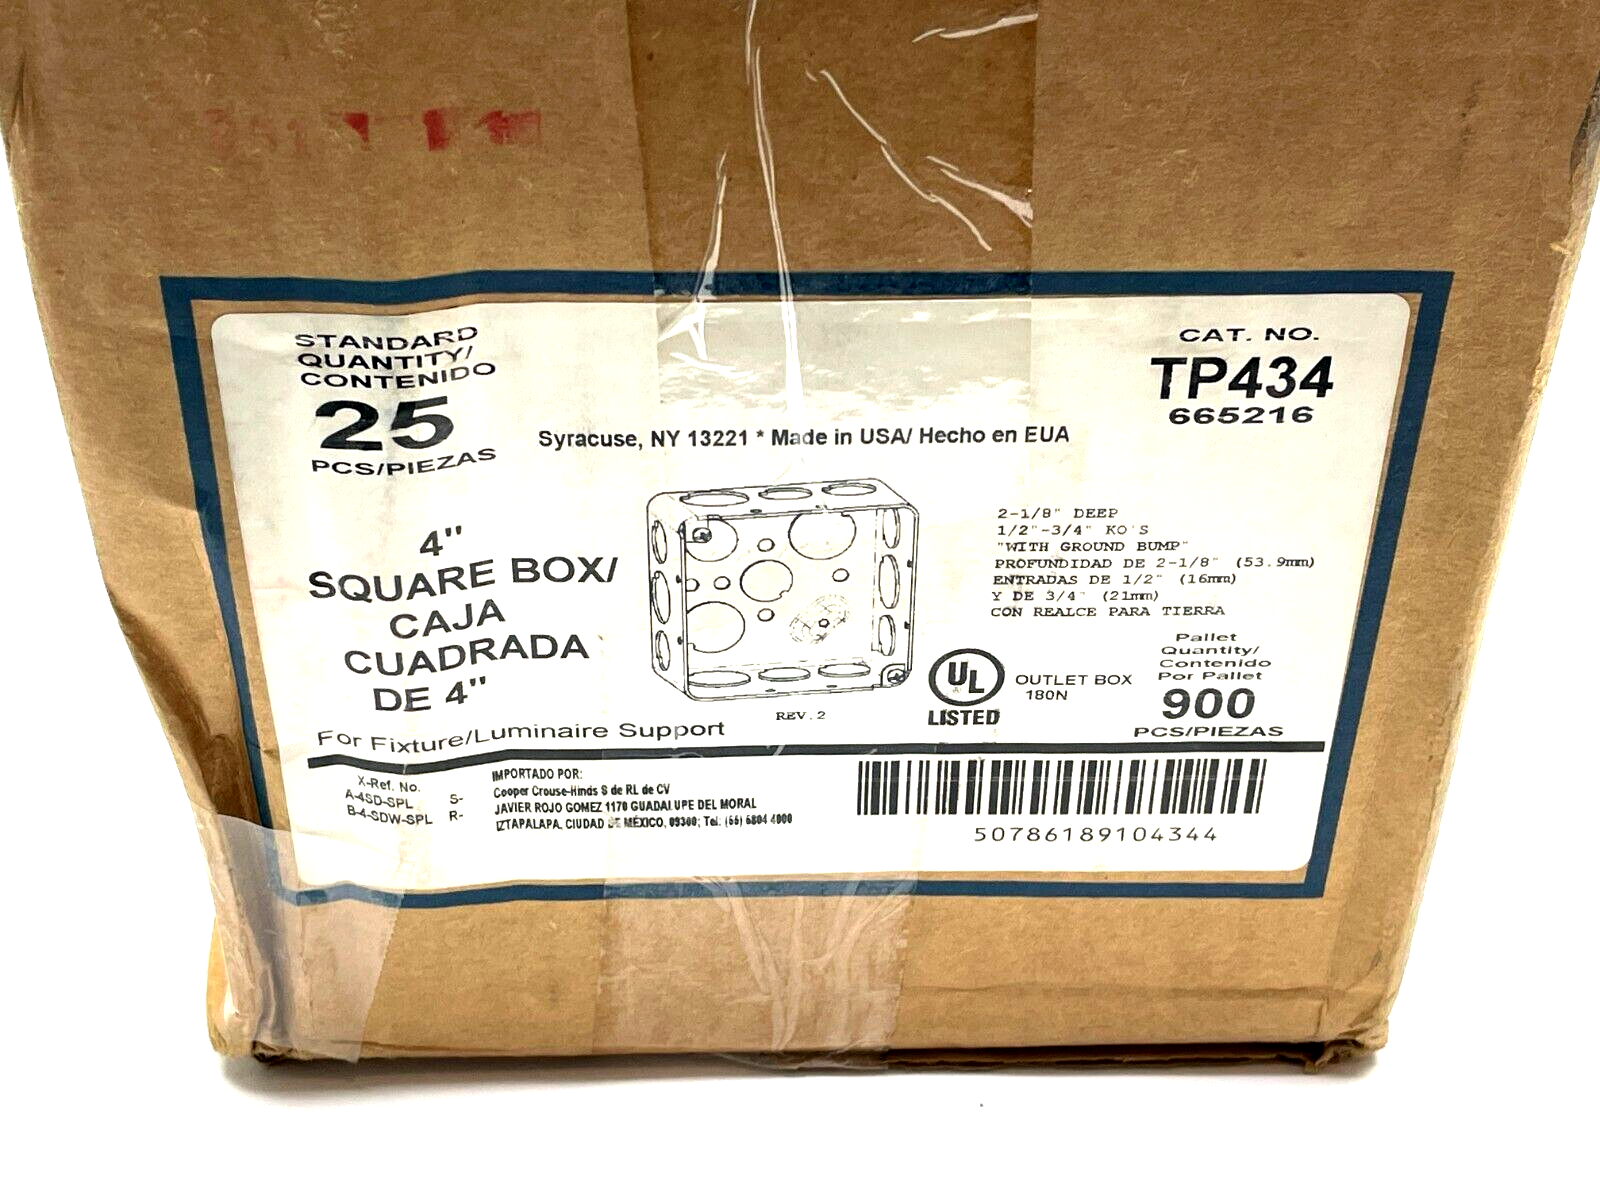 STANDARD
QUANTITY/
CONTENIDO
25
PCS/PIEZAS
CAT. NO.
TP434
665216
Syracuse, NY 13221 * Made in USA/ Hecho en EUA
4"
SQUARE BOX/
CAJA
CUADRADA
DE 4"
For Fixture/Luminaire Support
REV.2
2-1/8" DEEP
1/2"-3/4" KO'S
"WITH GROUND BUMP"
PROFUNDIDAD DE 2-1/8" (53.9mm)
ENTRADAS DE 1/2" (16mm)
Y DE 3/4" (21mm)
CON REALCE PARA TIERRA
UL
LISTED
OUTLET BOX
180N
Pallet
Quantity/
Contenido
Por Pallet
900
PCS/PIEZAS
X-Ref. No.
A-4SD-SPL S-
B-4-SDW-SPL R-
IMPORTADO POR:
Cooper Crouse-Hinds S de RL de CV
JAVIER ROJO GOMEZ 1170 GUADALUPE DEL MORAL
IZTAPALAPA, CIUDAD DE MÉXICO, 09300; Tel: (55) 5804 4000
50786189104344